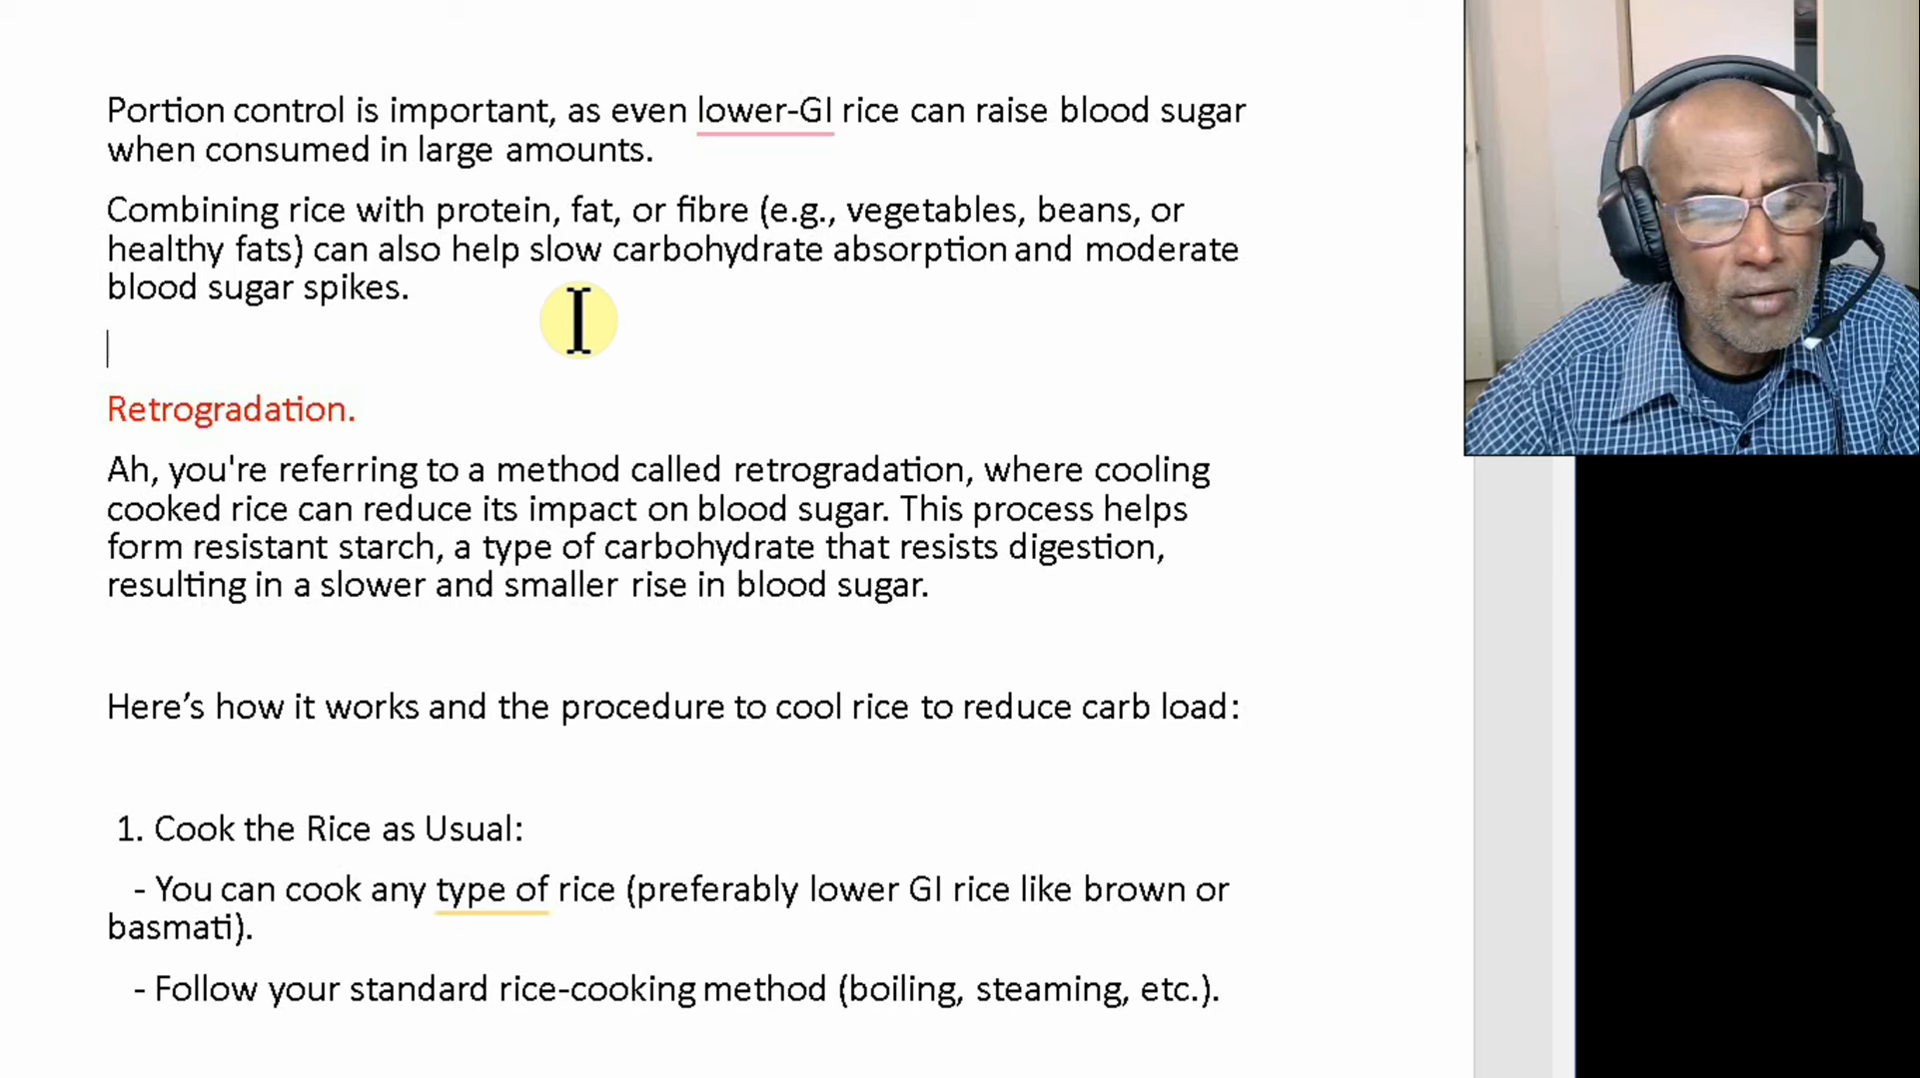 Portion control is important, as even lower-GI rice can raise blood sugar
when consumed in large amounts.
Combining rice with protein, fat, or fibre (e.g., vegetables, beans, or
healthy fats) can also help slow carbohydrate absorption and moderate
blood sugar spikes.
Retrogradation.
Ah, you're referring to a method called retrogradation, where cooling
cooked rice can reduce its impact on blood sugar. This process helps
form resistant starch, a type of carbohydrate that resists digestion,
resulting in a slower and smaller rise in blood sugar.
Here’s how it works and the procedure to cool rice to reduce carb load:
1. Cook the Rice as Usual:
- You can cook any type of rice (preferably lower GI rice like brown or
basmati).
- Follow your standard rice-cooking method (boiling, steaming, etc.).